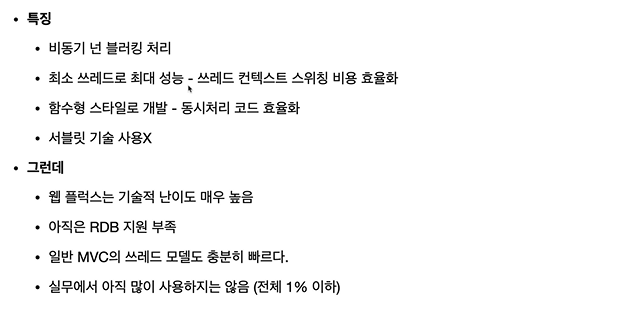 특징
비동기 넌 블러킹 처리
최소 쓰레드로 최대 성능 - 쓰레드 컨텍스트 스위칭 비용 효율화
함수형 스타일로 개발 - 동시처리 코드 효율화
서블릿 기술 사용X
그런데
웹 플럭스는 기술적 난이도 매우 높음
아직은 RDB 지원 부족
일반 MVC의 쓰레드 모델도 충분히 빠르다.
실무에서 아직 많이 사용하지는 않음 (전체 1% 이하)